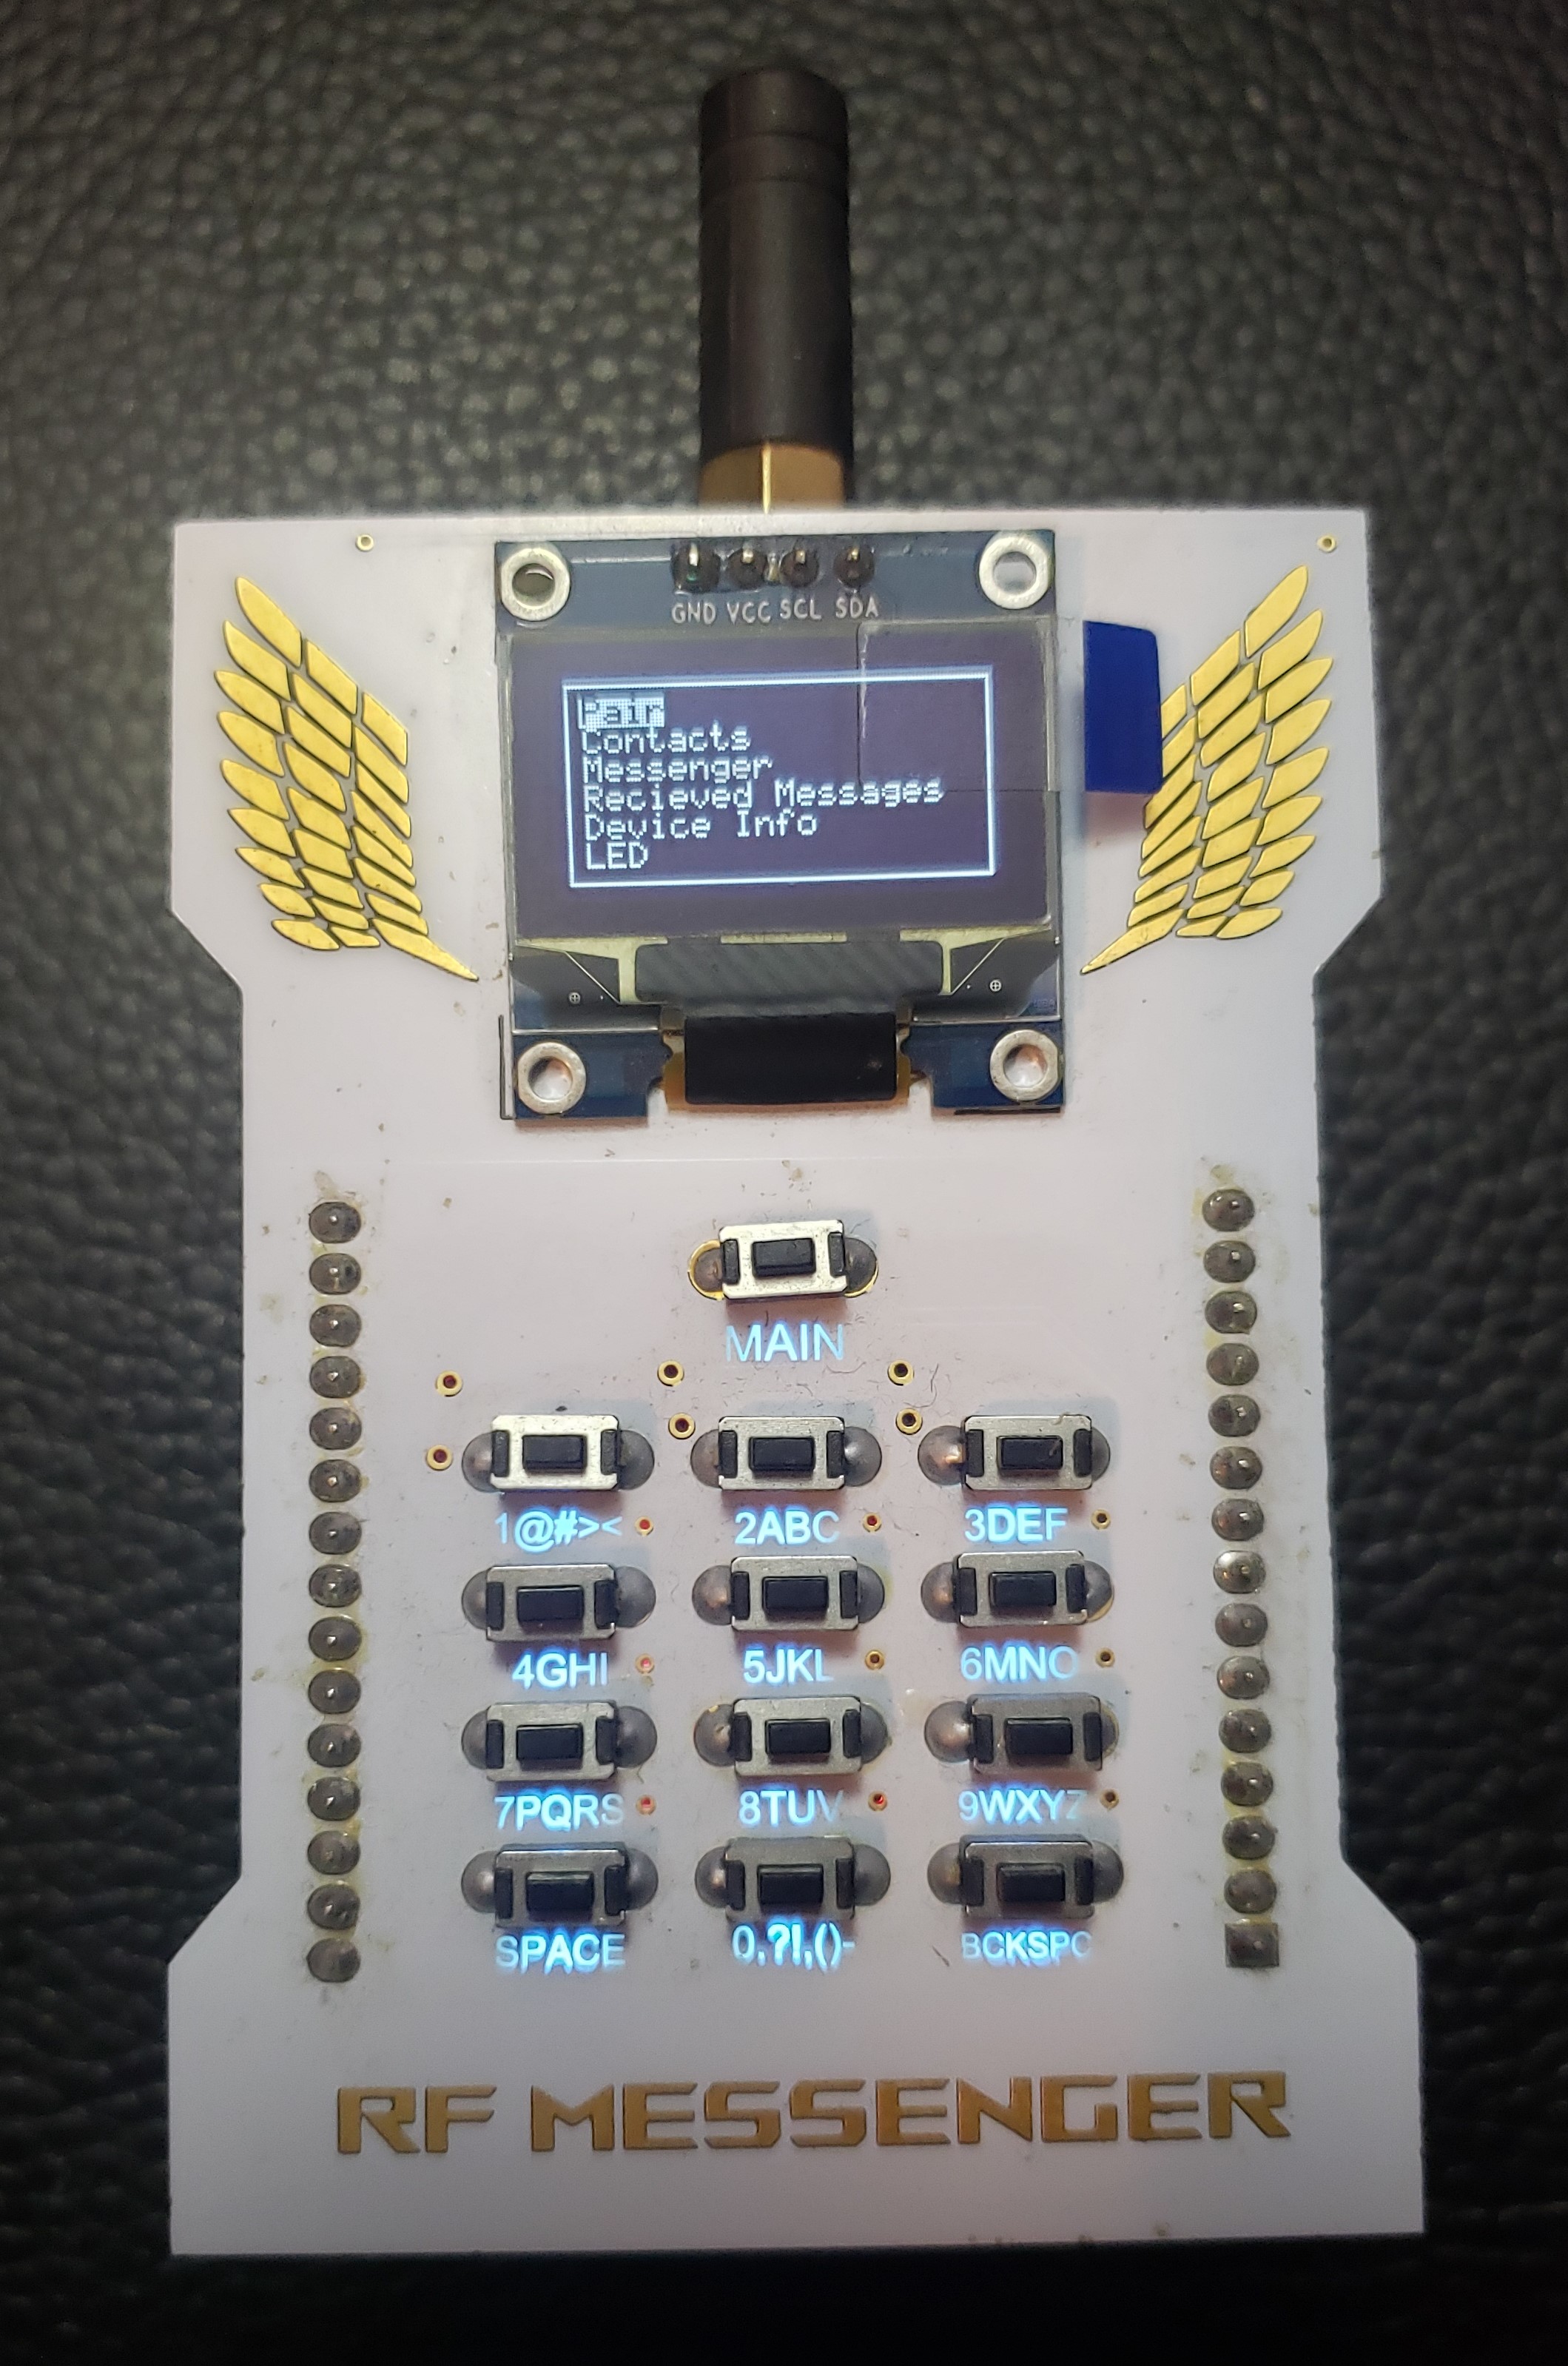 GND VCC SCL SDA
Pair
Contacts
Messenger
Recieved Messages
Device Info
LED
MAIN
1@#>< 2ABC 3DEF
4GHI 5JKL 6MNO
7PQRS 8TUV 9WXYZ
SPACE 0.?!,()- BCKSPC
RF MESSENGER